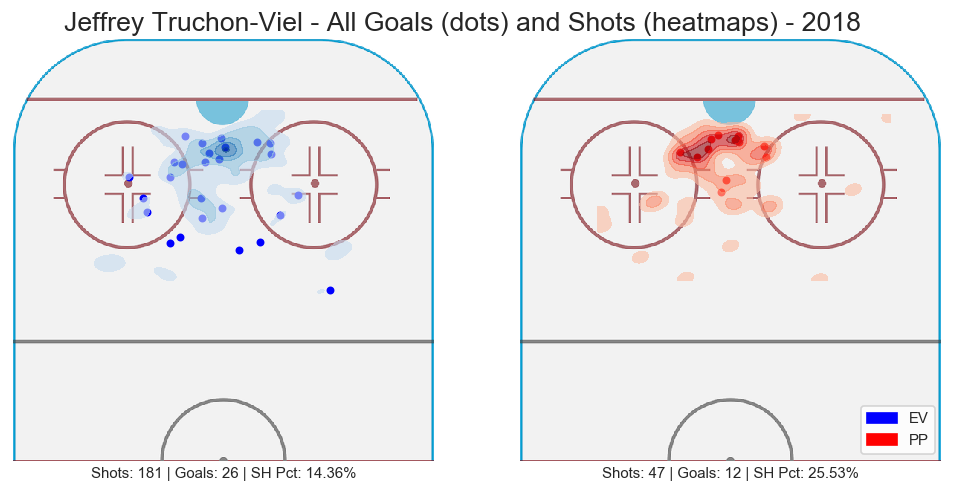 Jeffrey Truchon-Viel - All Goals (dots) and Shots (heatmaps) - 2018
EV
PP
Shots: 181 | Goals: 26 | SH Pct: 14.36%
Shots: 47 | Goals: 12 | SH Pct: 25.53%